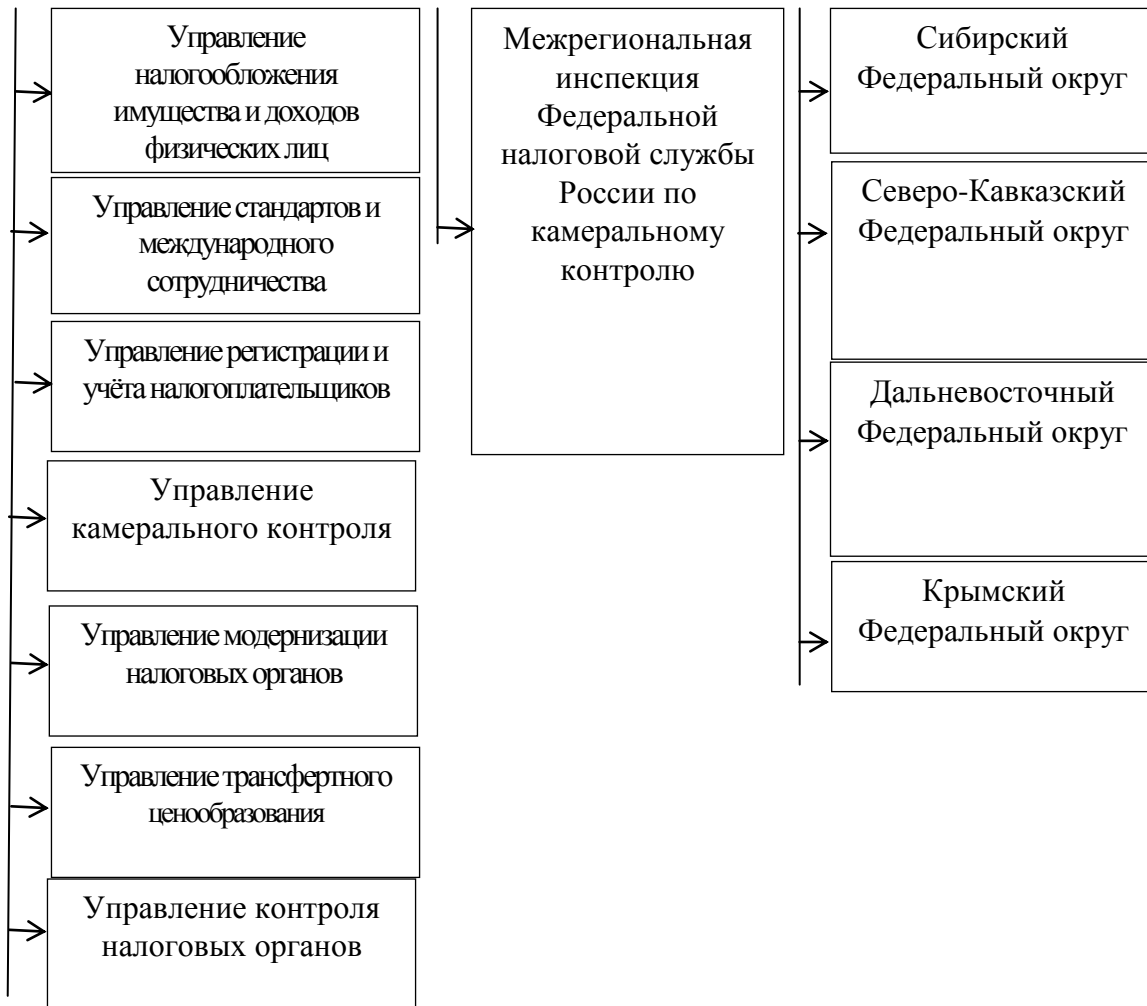 Управление
налогообложения
имущества и доходов
физических лиц
Управление стандартов и
международного
сотрудничества
Управление регистрации и
учёта налогоплательщиков
Управление
камерального контроля
Управление модернизации
налоговых органов
Управление трансфертного
ценообразования
Управление контроля
налоговых органов
Межрегиональная
инспекция
Федеральной
налоговой службы
России по
камеральному
контролю
Сибирский
Федеральный округ
Северо-Кавказский
Федеральный округ
Дальневосточный
Федеральный округ
Крымский
Федеральный округ